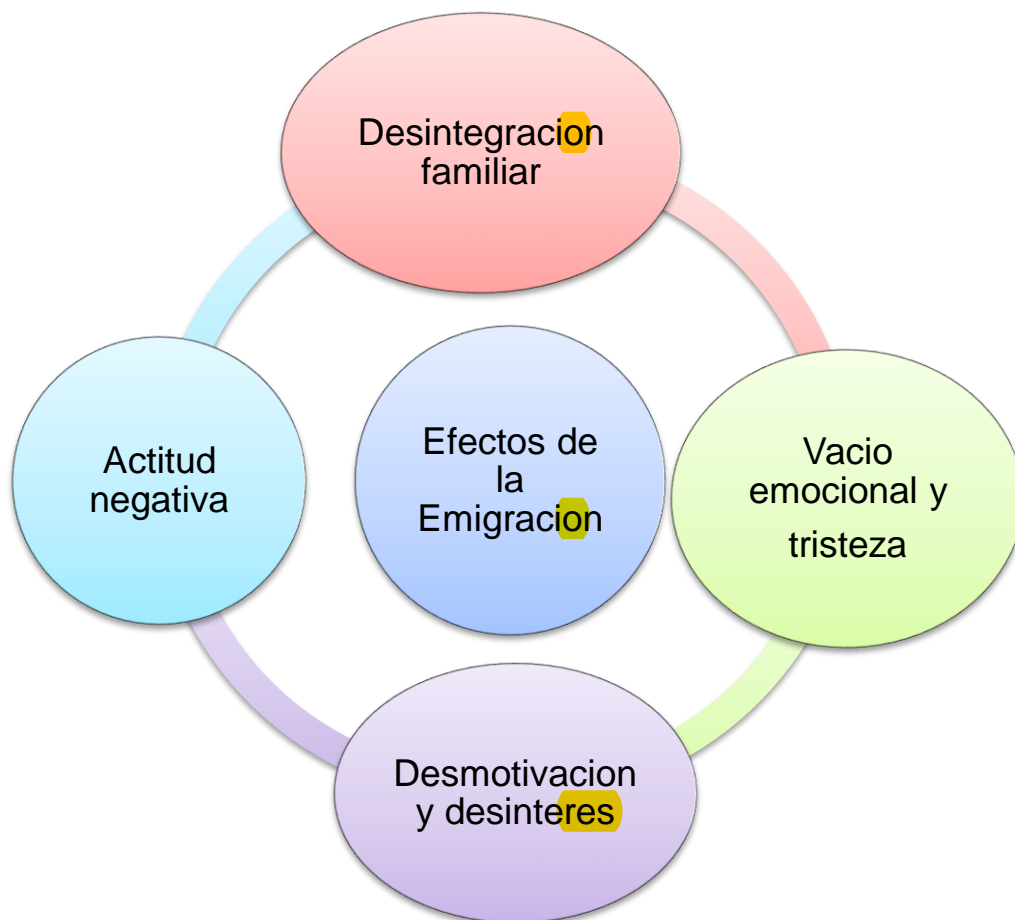 Desintegracion
familiar
Actitud
negativa
Efectos de
la
Emigracion
Vacio
emocional y
tristeza
Desmotivacion
y desinteres